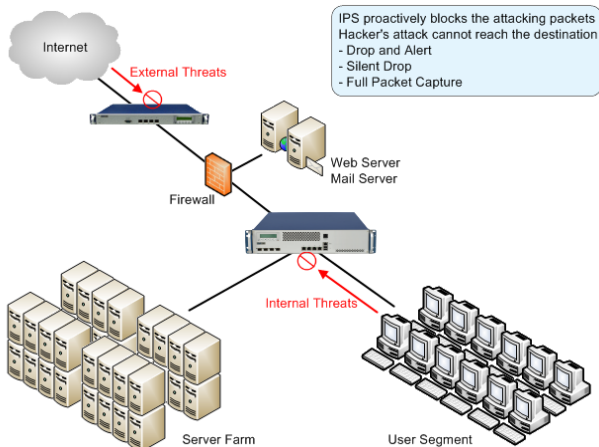 IPS proactively blocks the attacking packets
Hacker's attack cannot reach the destination
- Drop and Alert
- Silent Drop
- Full Packet Capture
Internet
External Threats
Web Server
Mail Server
Firewall
Internal Threats
Server Farm
User Segment